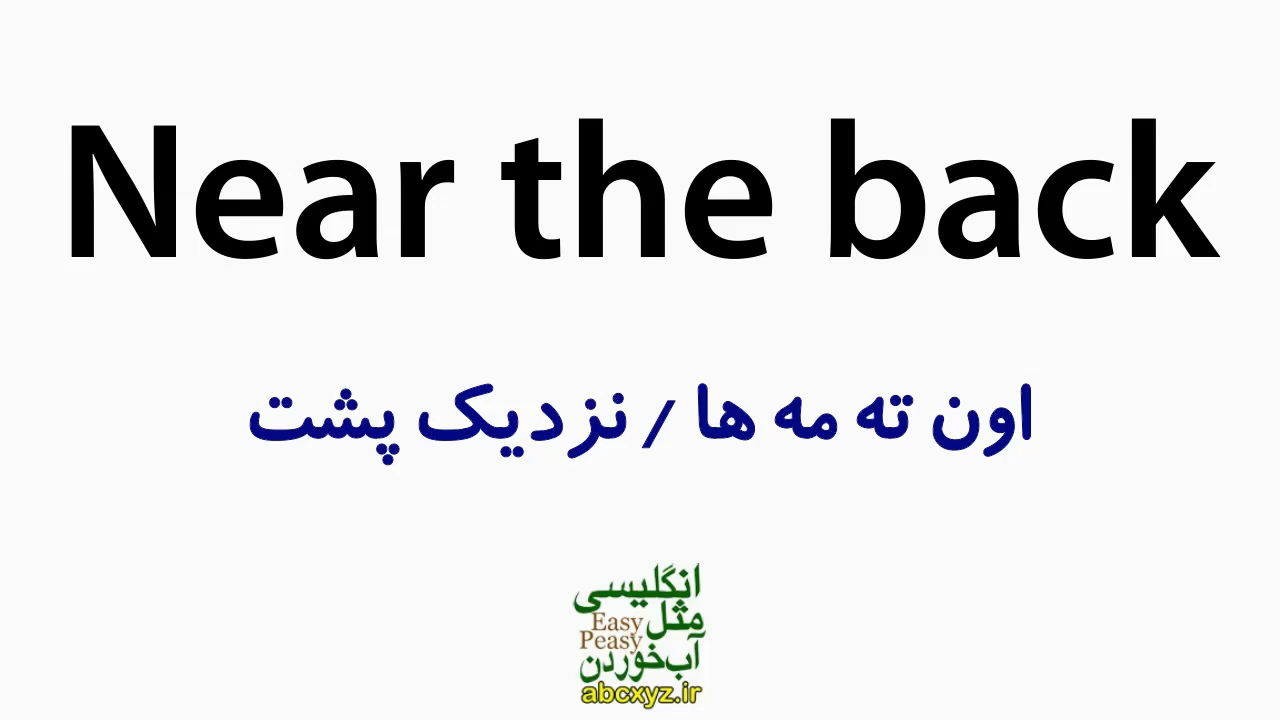 Near the back
اون ته مه ها / نزدیک پشت
انگلیسی
مثل
Easy
Peasy
آب‌خوردن
abcxyz.ir